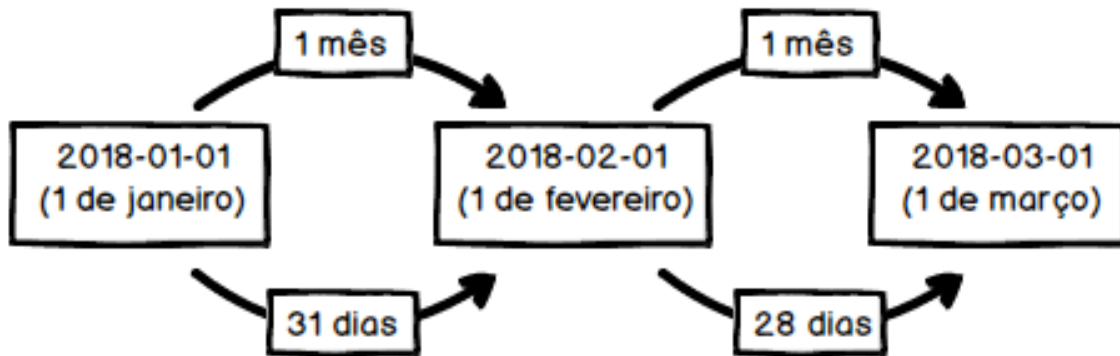 1 mês
1 mês
2018-01-01
(1 de janeiro)
2018-02-01
(1 de fevereiro)
2018-03-01
(1 de março)
31 dias
28 dias